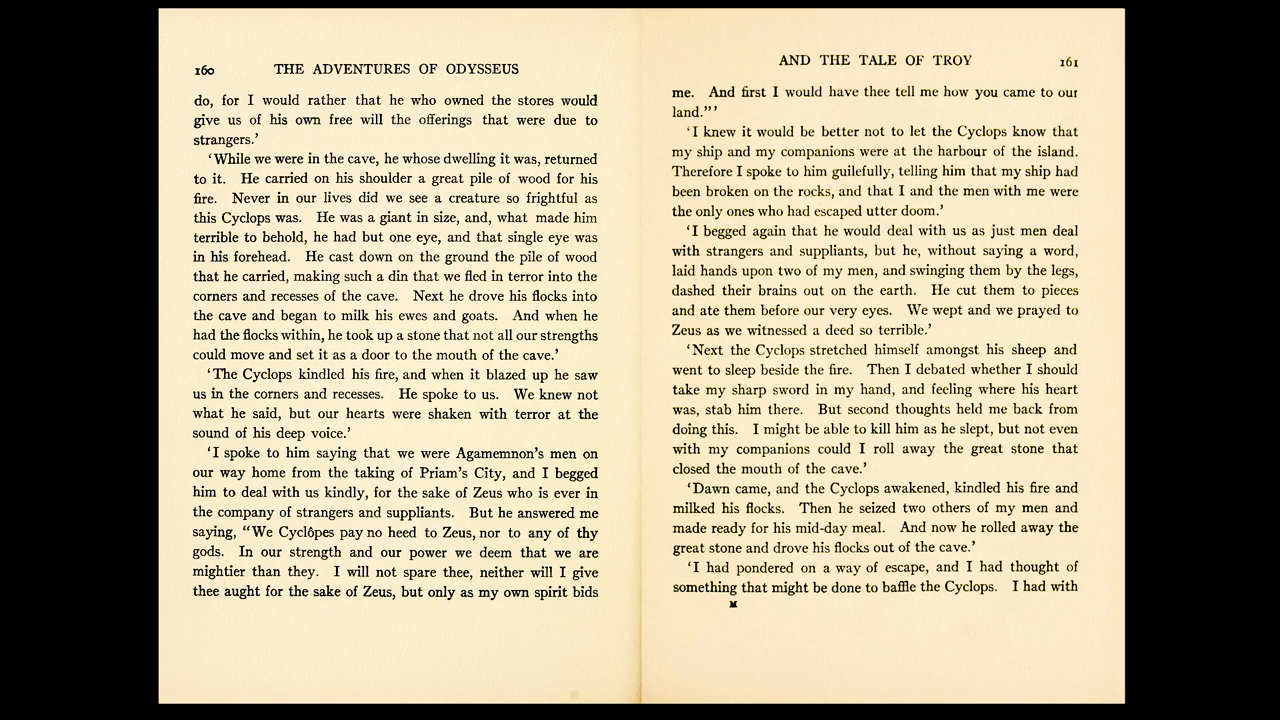 160 THE ADVENTURES OF ODYSSEUS
do, for I would rather that he who owned the stores would
give us of his own free will the offerings that were due to
strangers.’
‘While we were in the cave, he whose dwelling it was, returned
to it. He carried on his shoulder a great pile of wood for his
fire. Never in our lives did we see a creature so frightful as
this Cyclops was. He was a giant in size, and, what made him
terrible to behold, he had but one eye, and that single eye was
in his forehead. He cast down on the ground the pile of wood
that he carried, making such a din that we fled in terror into the
corners and recesses of the cave. Next he drove his flocks into
the cave and began to milk his ewes and goats. And when he
had the flocks within, he took up a stone that not all our strengths
could move and set it as a door to the mouth of the cave.’
‘The Cyclops kindled his fire, and when it blazed up he saw
us in the corners and recesses. He spoke to us. We knew not
what he said, but our hearts were shaken with terror at the
sound of his deep voice.’
‘I spoke to him saying that we were Agamemnon’s men on
our way home from the taking of Priam’s City, and I begged
him to deal with us kindly, for the sake of Zeus who is ever in
the company of strangers and suppliants. But he answered me
saying, “We Cyclôpes pay no heed to Zeus, nor to any of thy
gods. In our strength and our power we deem that we are
mightier than they. I will not spare thee, neither will I give
thee aught for the sake of Zeus, but only as my own spirit bids
AND THE TALE OF TROY 161
me. And first I would have thee tell me how you came to our
land.”’
‘I knew it would be better not to let the Cyclops know that
my ship and my companions were at the harbour of the island.
Therefore I spoke to him guilefully, telling him that my ship had
been broken on the rocks, and that I and the men with me were
the only ones who had escaped utter doom.’
‘I begged again that he would deal with us as just men deal
with strangers and suppliants, but he, without saying a word,
laid hands upon two of my men, and swinging them by the legs,
dashed their brains out on the earth. He cut them to pieces
and ate them before our very eyes. We wept and we prayed to
Zeus as we witnessed a deed so terrible.’
‘Next the Cyclops stretched himself amongst his sheep and
went to sleep beside the fire. Then I debated whether I should
take my sharp sword in my hand, and feeling where his heart
was, stab him there. But second thoughts held me back from
doing this. I might be able to kill him as he slept, but not even
with my companions could I roll away the great stone that
closed the mouth of the cave.’
‘Dawn came, and the Cyclops awakened, kindled his fire and
milked his flocks. Then he seized two others of my men and
made ready for his mid-day meal. And now he rolled away the
great stone and drove his flocks out of the cave.’
‘I had pondered on a way of escape, and I had thought of
something that might be done to baffle the Cyclops. I had with
M